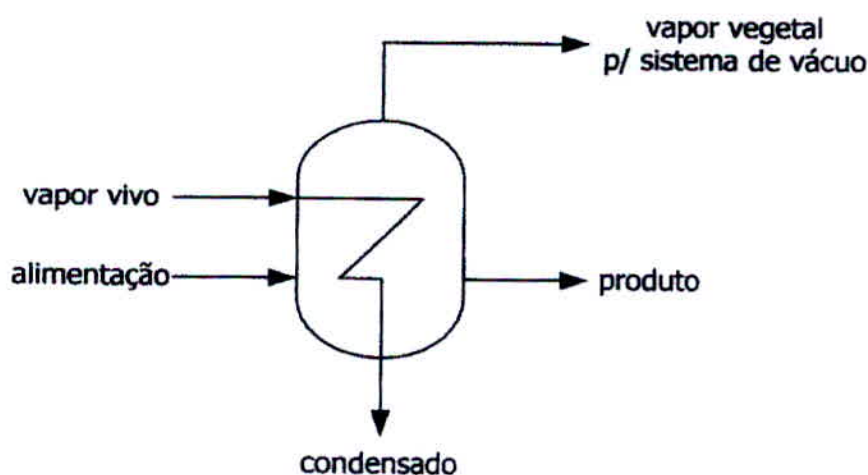 vapor vegetal
p/ sistema de vácuo
vapor vivo
alimentação
produto
condensado